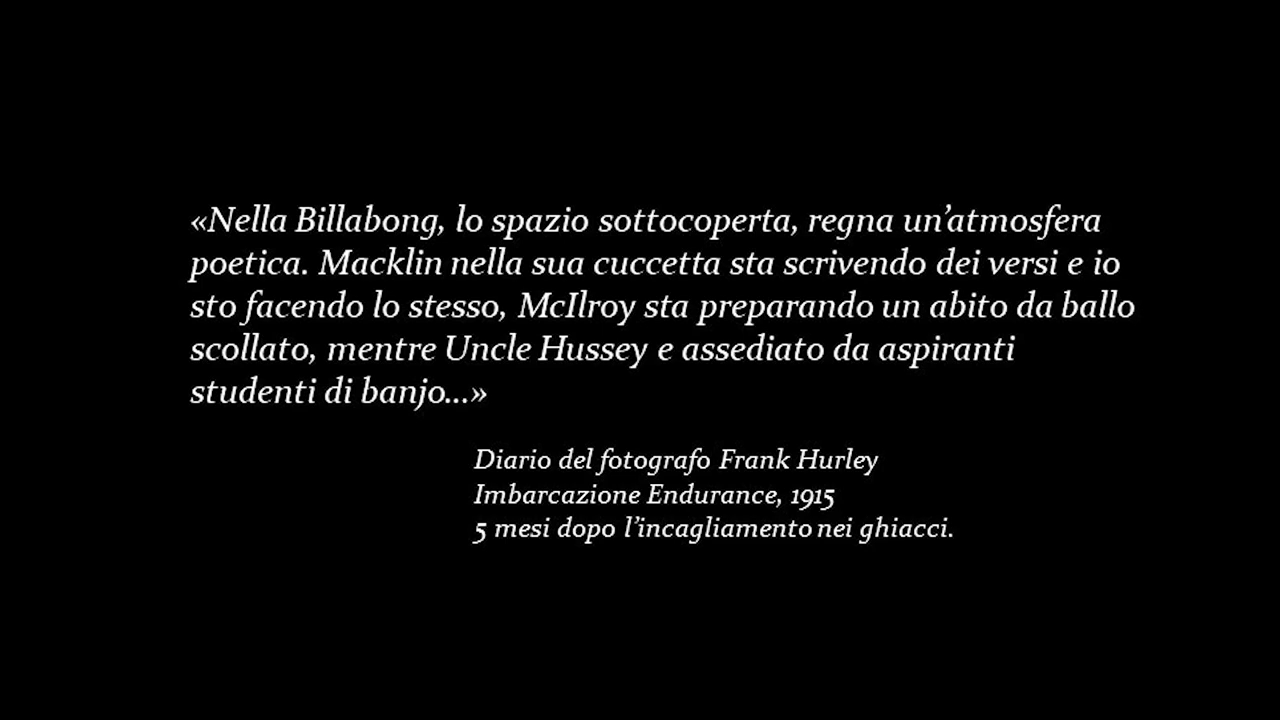 «Nella Billabong, lo spazio sottocoperta, regna un’atmosfera
poetica. Macklin nella sua cuccetta sta scrivendo dei versi e io
sto facendo lo stesso, McIlroy sta preparando un abito da ballo
scollato, mentre Uncle Hussey e assediato da aspiranti
studenti di banjo...»
Diario del fotografo Frank Hurley
Imbarcazione Endurance, 1915
5 mesi dopo l’incagliamento nei ghiacci.